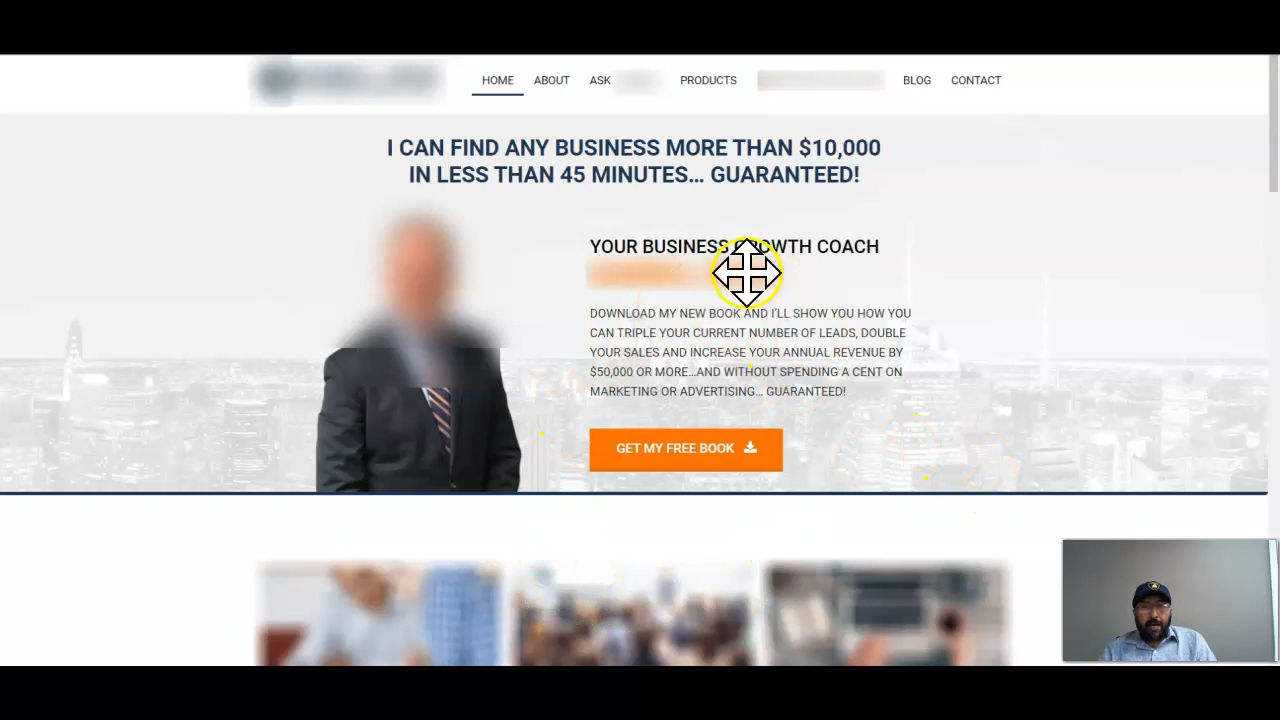 HOME ABOUT ASK PRODUCTS BLOG CONTACT
I CAN FIND ANY BUSINESS MORE THAN $10,000
IN LESS THAN 45 MINUTES... GUARANTEED!
YOUR BUSINESS GROWTH COACH
DOWNLOAD MY NEW BOOK AND I'LL SHOW YOU HOW YOU
CAN TRIPLE YOUR CURRENT NUMBER OF LEADS, DOUBLE
YOUR SALES AND INCREASE YOUR ANNUAL REVENUE BY
$50,000 OR MORE...AND WITHOUT SPENDING A CENT ON
MARKETING OR ADVERTISING... GUARANTEED!
GET MY FREE BOOK